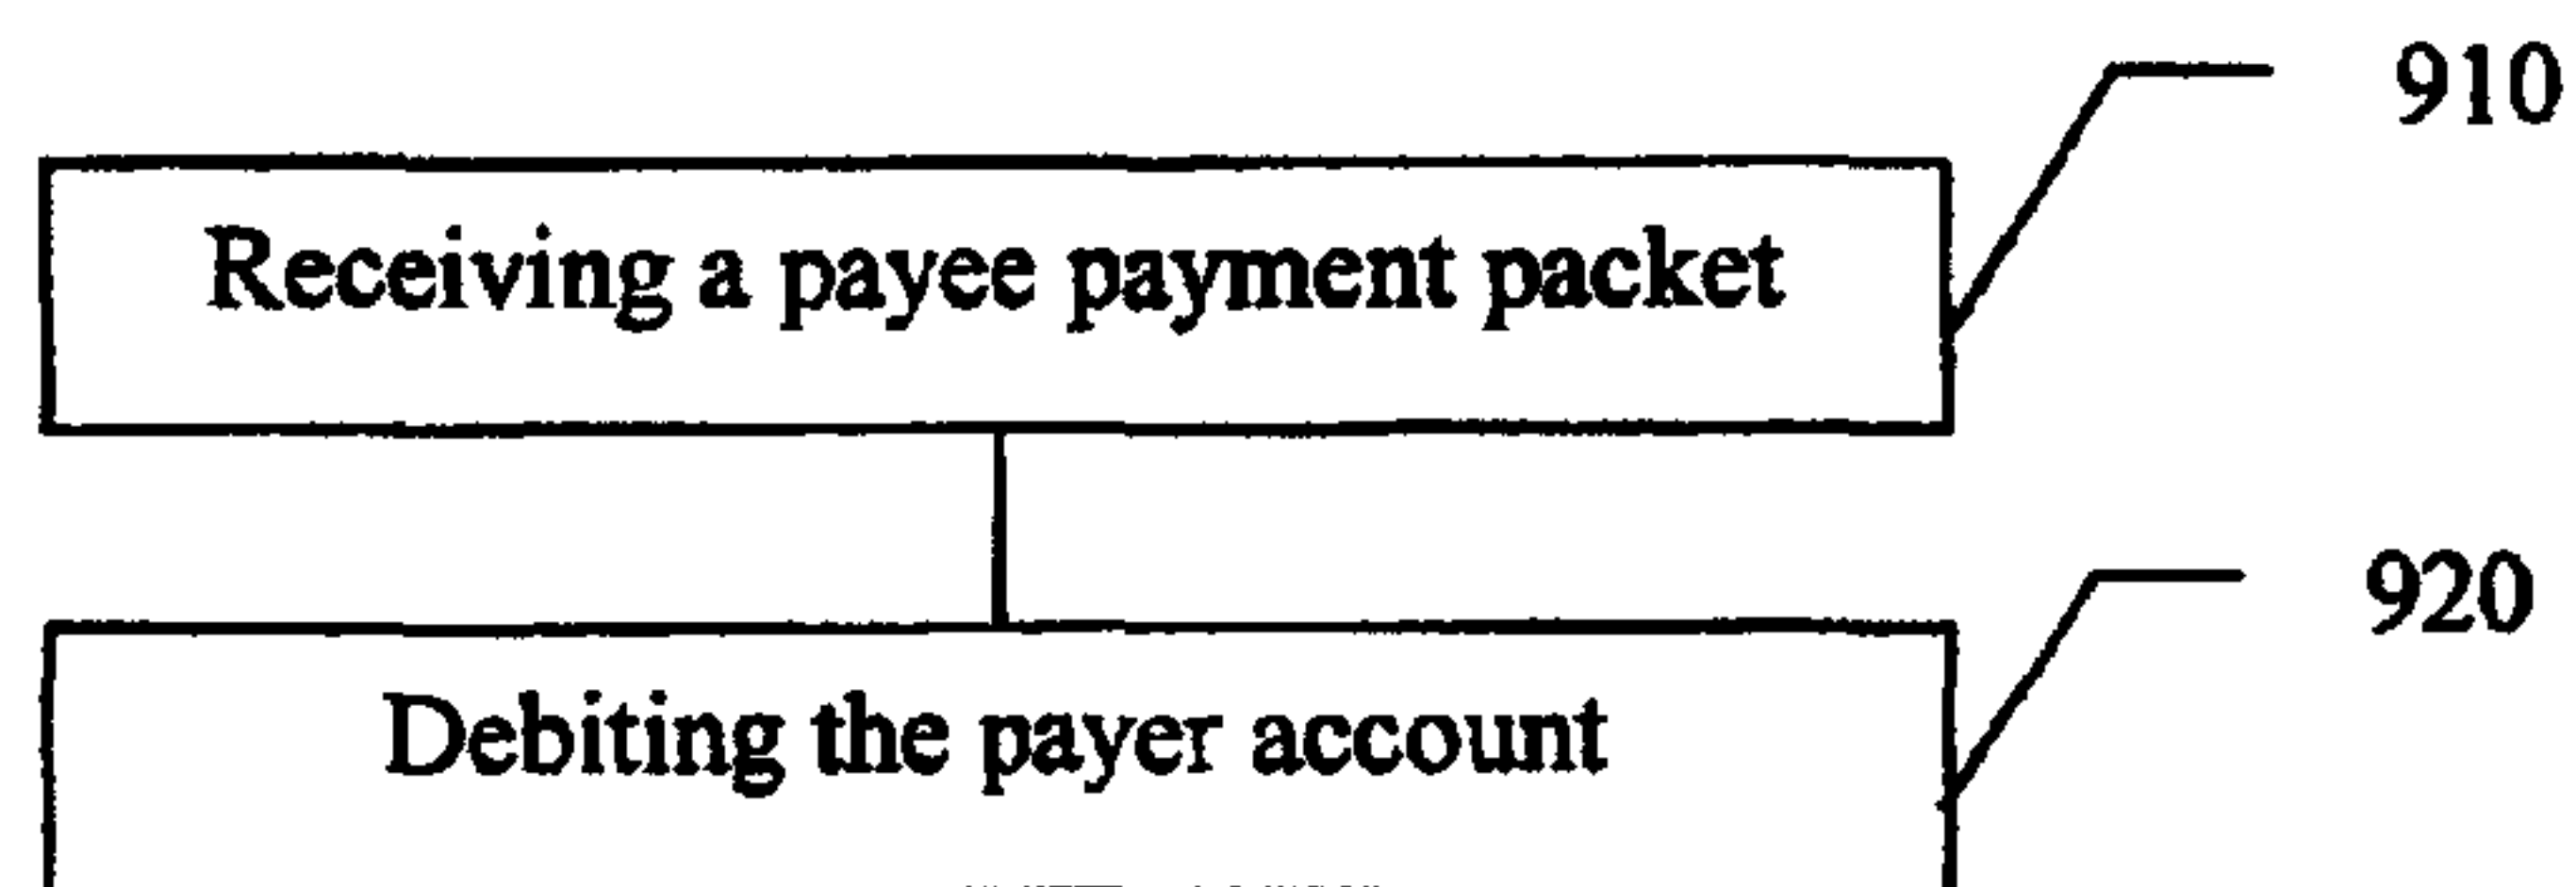 910
Receiving a payee payment packet
920
Debiting the payer account